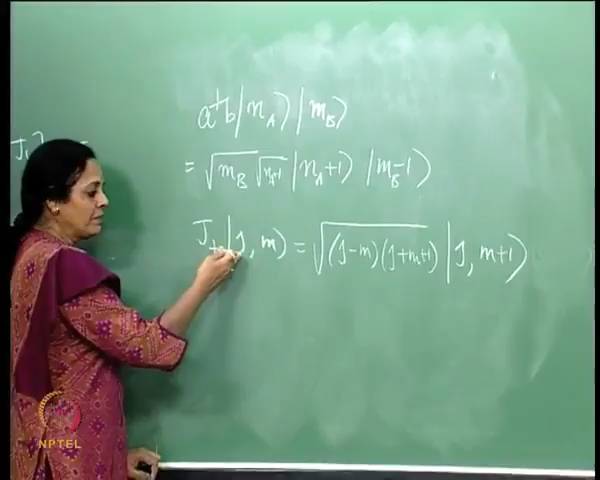 a†b|n_A⟩|m_B⟩
= √m_B √n_A+1 |n_A+1⟩ |m_B-1⟩
J_+|J, m⟩ = √(J-m)(J+m+1) |J, m+1⟩
NPTEL